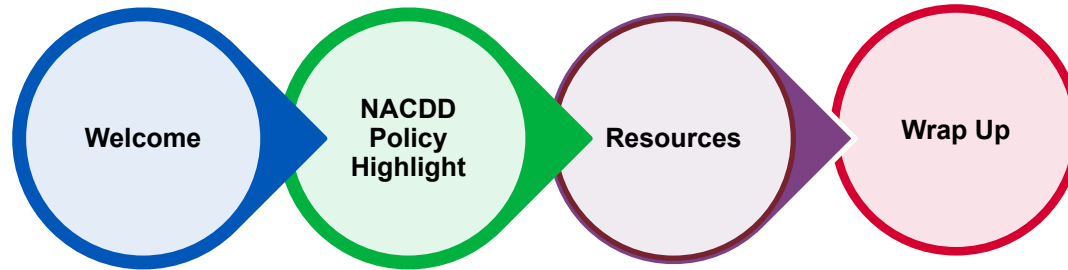 Welcome
NACDD
Policy
Highlight
Resources
Wrap Up